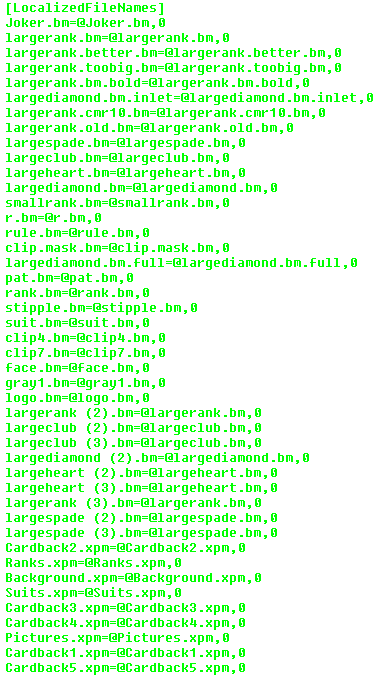 [LocalizedFileNames]
Joker.bm=@Joker.bm,0
largerank.bm=@largerank.bm,0
largerank.better.bm=@largerank.better.bm,0
largerank.toobig.bm=@largerank.toobig.bm,0
largerank.bm.bold=@largerank.bm.bold,0
largediamond.bm.inlet=@largediamond.bm.inlet,0
largerank.cmr10.bm=@largerank.cmr10.bm,0
largerank.old.bm=@largerank.old.bm,0
largespade.bm=@largespade.bm,0
largeclub.bm=@largeclub.bm,0
largeheart.bm=@largeheart.bm,0
largediamond.bm=@largediamond.bm,0
smallrank.bm=@smallrank.bm,0
r.bm=@r.bm,0
rule.bm=@rule.bm,0
clip.mask.bm=@clip.mask.bm,0
largediamond.bm.full=@largediamond.bm.full,0
pat.bm=@pat.bm,0
rank.bm=@rank.bm,0
stipple.bm=@stipple.bm,0
suit.bm=@suit.bm,0
clip4.bm=@clip4.bm,0
clip7.bm=@clip7.bm,0
face.bm=@face.bm,0
gray1.bm=@gray1.bm,0
logo.bm=@logo.bm,0
largerank (2).bm=@largerank.bm,0
largeclub (2).bm=@largeclub.bm,0
largeclub (3).bm=@largeclub.bm,0
largediamond (2).bm=@largediamond.bm,0
largeheart (2).bm=@largeheart.bm,0
largeheart (3).bm=@largeheart.bm,0
largerank (3).bm=@largerank.bm,0
largespade (2).bm=@largespade.bm,0
largespade (3).bm=@largespade.bm,0
Cardback2.xpm=@Cardback2.xpm,0
Ranks.xpm=@Ranks.xpm,0
Background.xpm=@Background.xpm,0
Suits.xpm=@Suits.xpm,0
Cardback3.xpm=@Cardback3.xpm,0
Cardback4.xpm=@Cardback4.xpm,0
Pictures.xpm=@Pictures.xpm,0
Cardback1.xpm=@Cardback1.xpm,0
Cardback5.xpm=@Cardback5.xpm,0